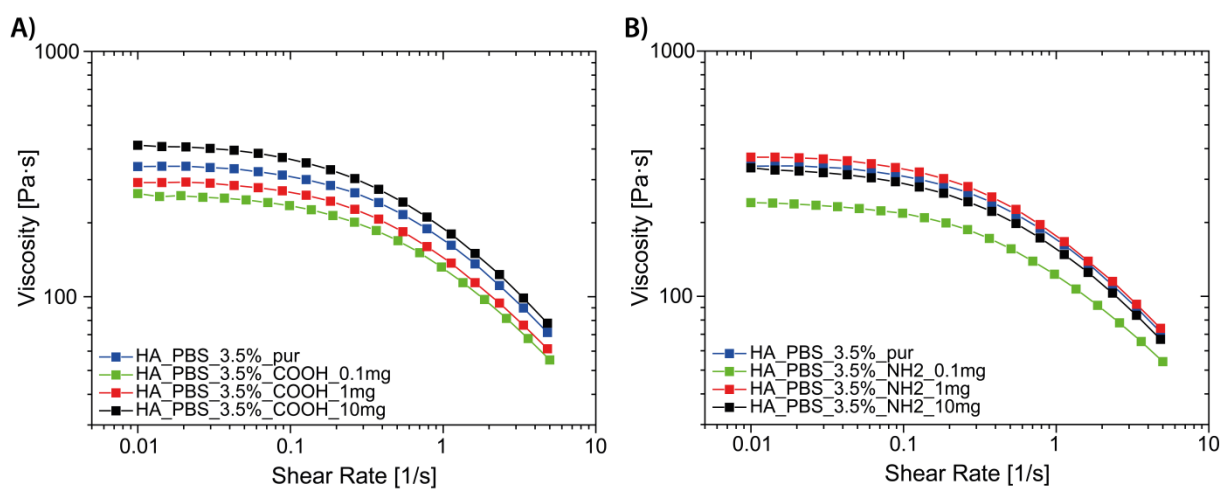 A)
1000
100
Viscosity [Pa·s]
HA_PBS_3.5%_pur
HA_PBS_3.5%_COOH_0.1mg
HA_PBS_3.5%_COOH_1mg
HA_PBS_3.5%_COOH_10mg
0.01 0.1 1 10
Shear Rate [1/s]
B)
1000
100
Viscosity [Pa·s]
HA_PBS_3.5%_pur
HA_PBS_3.5%_NH2_0.1mg
HA_PBS_3.5%_NH2_1mg
HA_PBS_3.5%_NH2_10mg
0.01 0.1 1 10
Shear Rate [1/s]